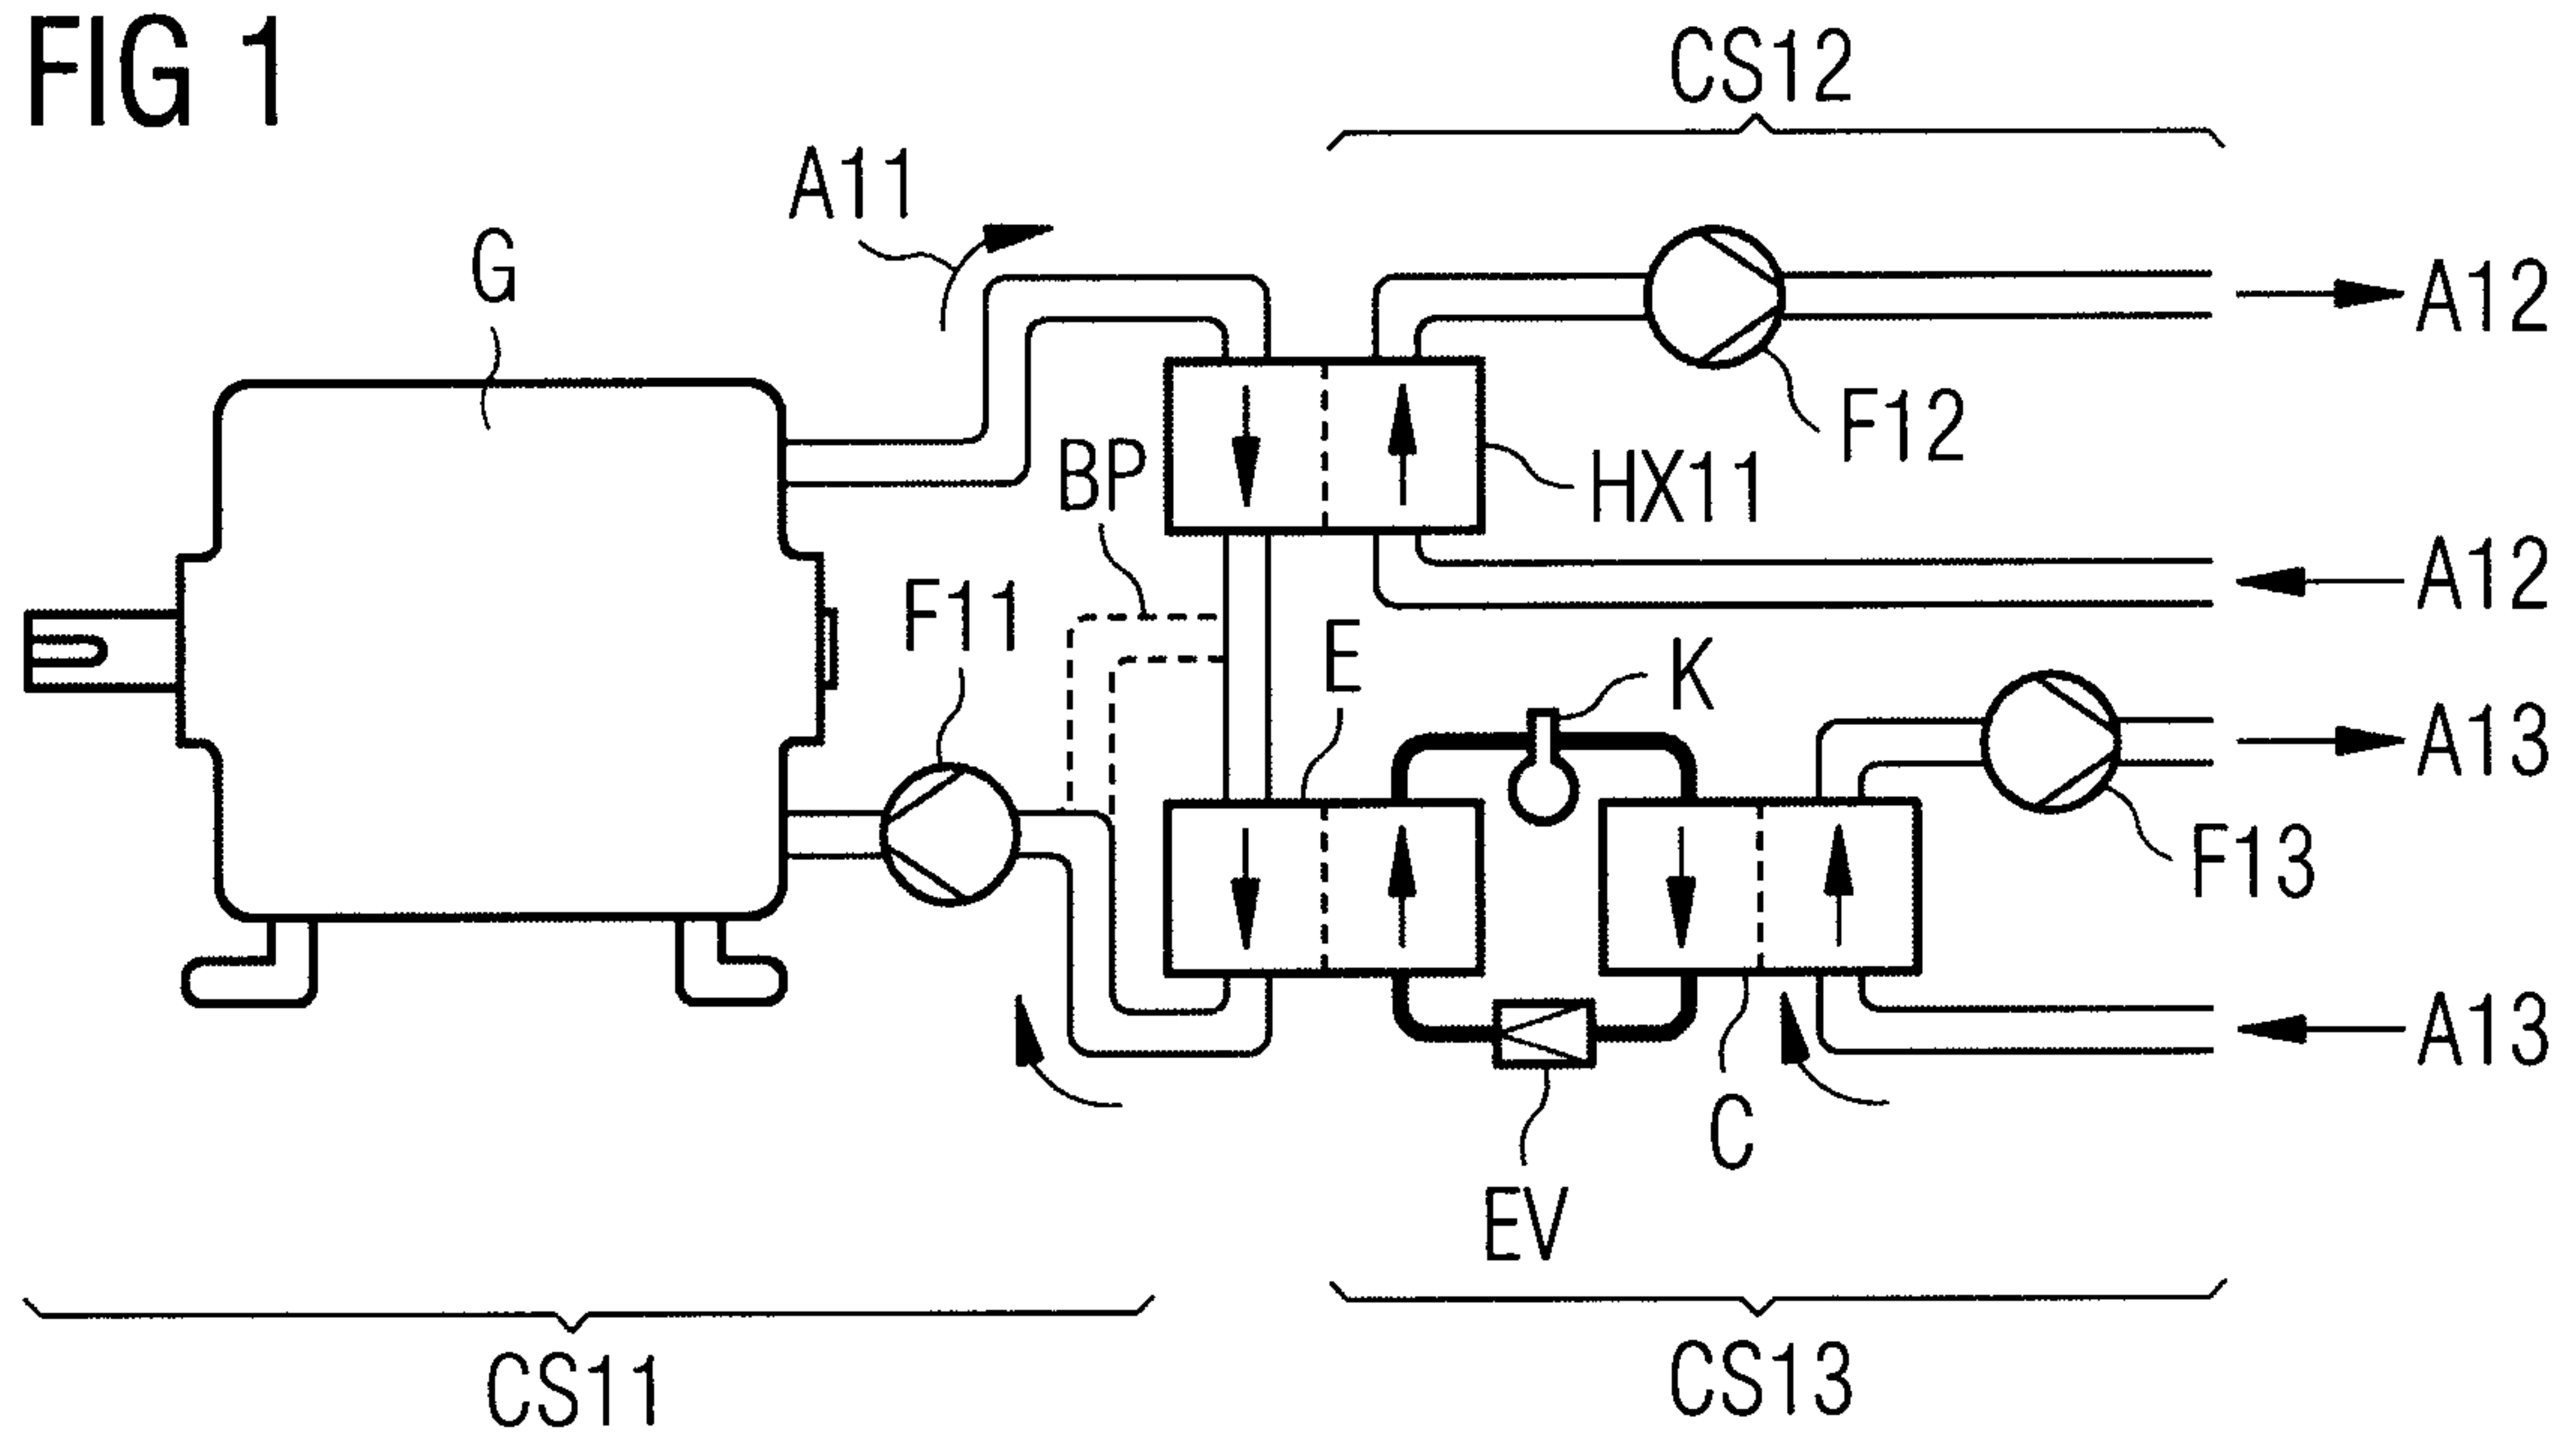 FIG 1
CS12
A11
G
A12
F12
BP
HX11
A12
F11
E
K
A13
F13
A13
C
EV
CS11
CS13